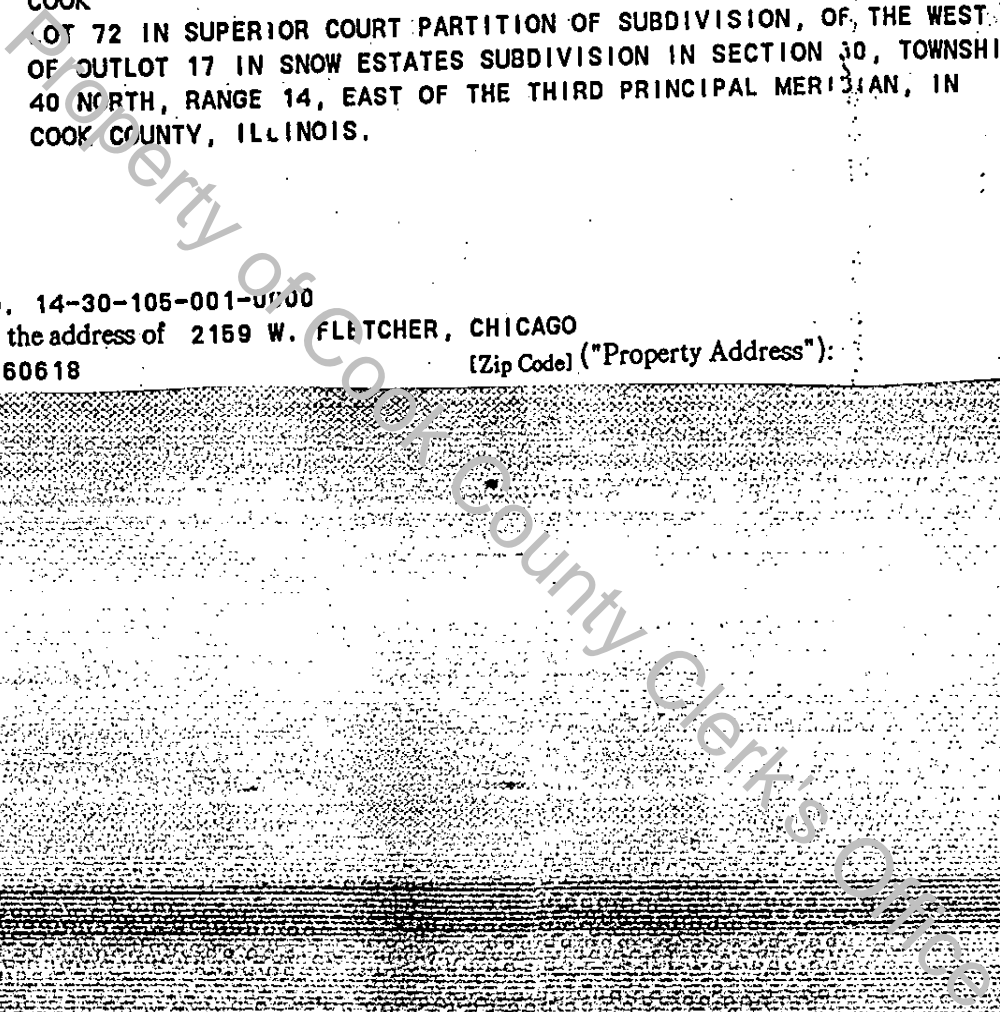 COOK
LOT 72 IN SUPERIOR COURT PARTITION OF SUBDIVISION, OF, THE WEST
OF OUTLOT 17 IN SNOW ESTATES SUBDIVISION IN SECTION 30, TOWNSHI
40 NORTH, RANGE 14, EAST OF THE THIRD PRINCIPAL MERIDIAN, IN
COOK COUNTY, ILLINOIS.
14-30-105-001-0000
the address of 2159 W. FLETCHER, CHICAGO
60618 [Zip Code] ("Property Address"):
Property of Cook County Clerk's Office